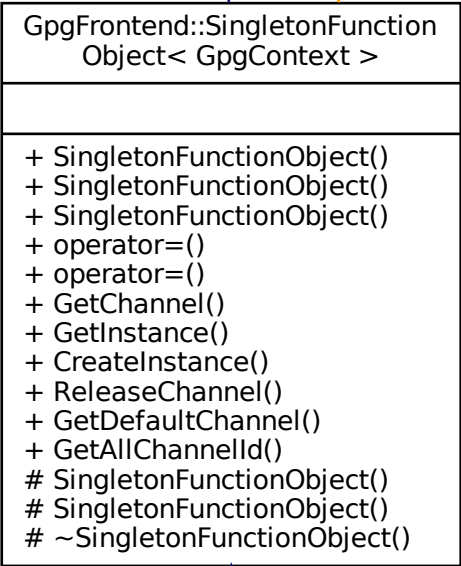 GpgFrontend::SingletonFunction
Object< GpgContext >
+ SingletonFunctionObject()
+ SingletonFunctionObject()
+ SingletonFunctionObject()
+ operator=()
+ operator=()
+ GetChannel()
+ GetInstance()
+ CreateInstance()
+ ReleaseChannel()
+ GetDefaultChannel()
+ GetAllChannelId()
# SingletonFunctionObject()
# SingletonFunctionObject()
# ~SingletonFunctionObject()